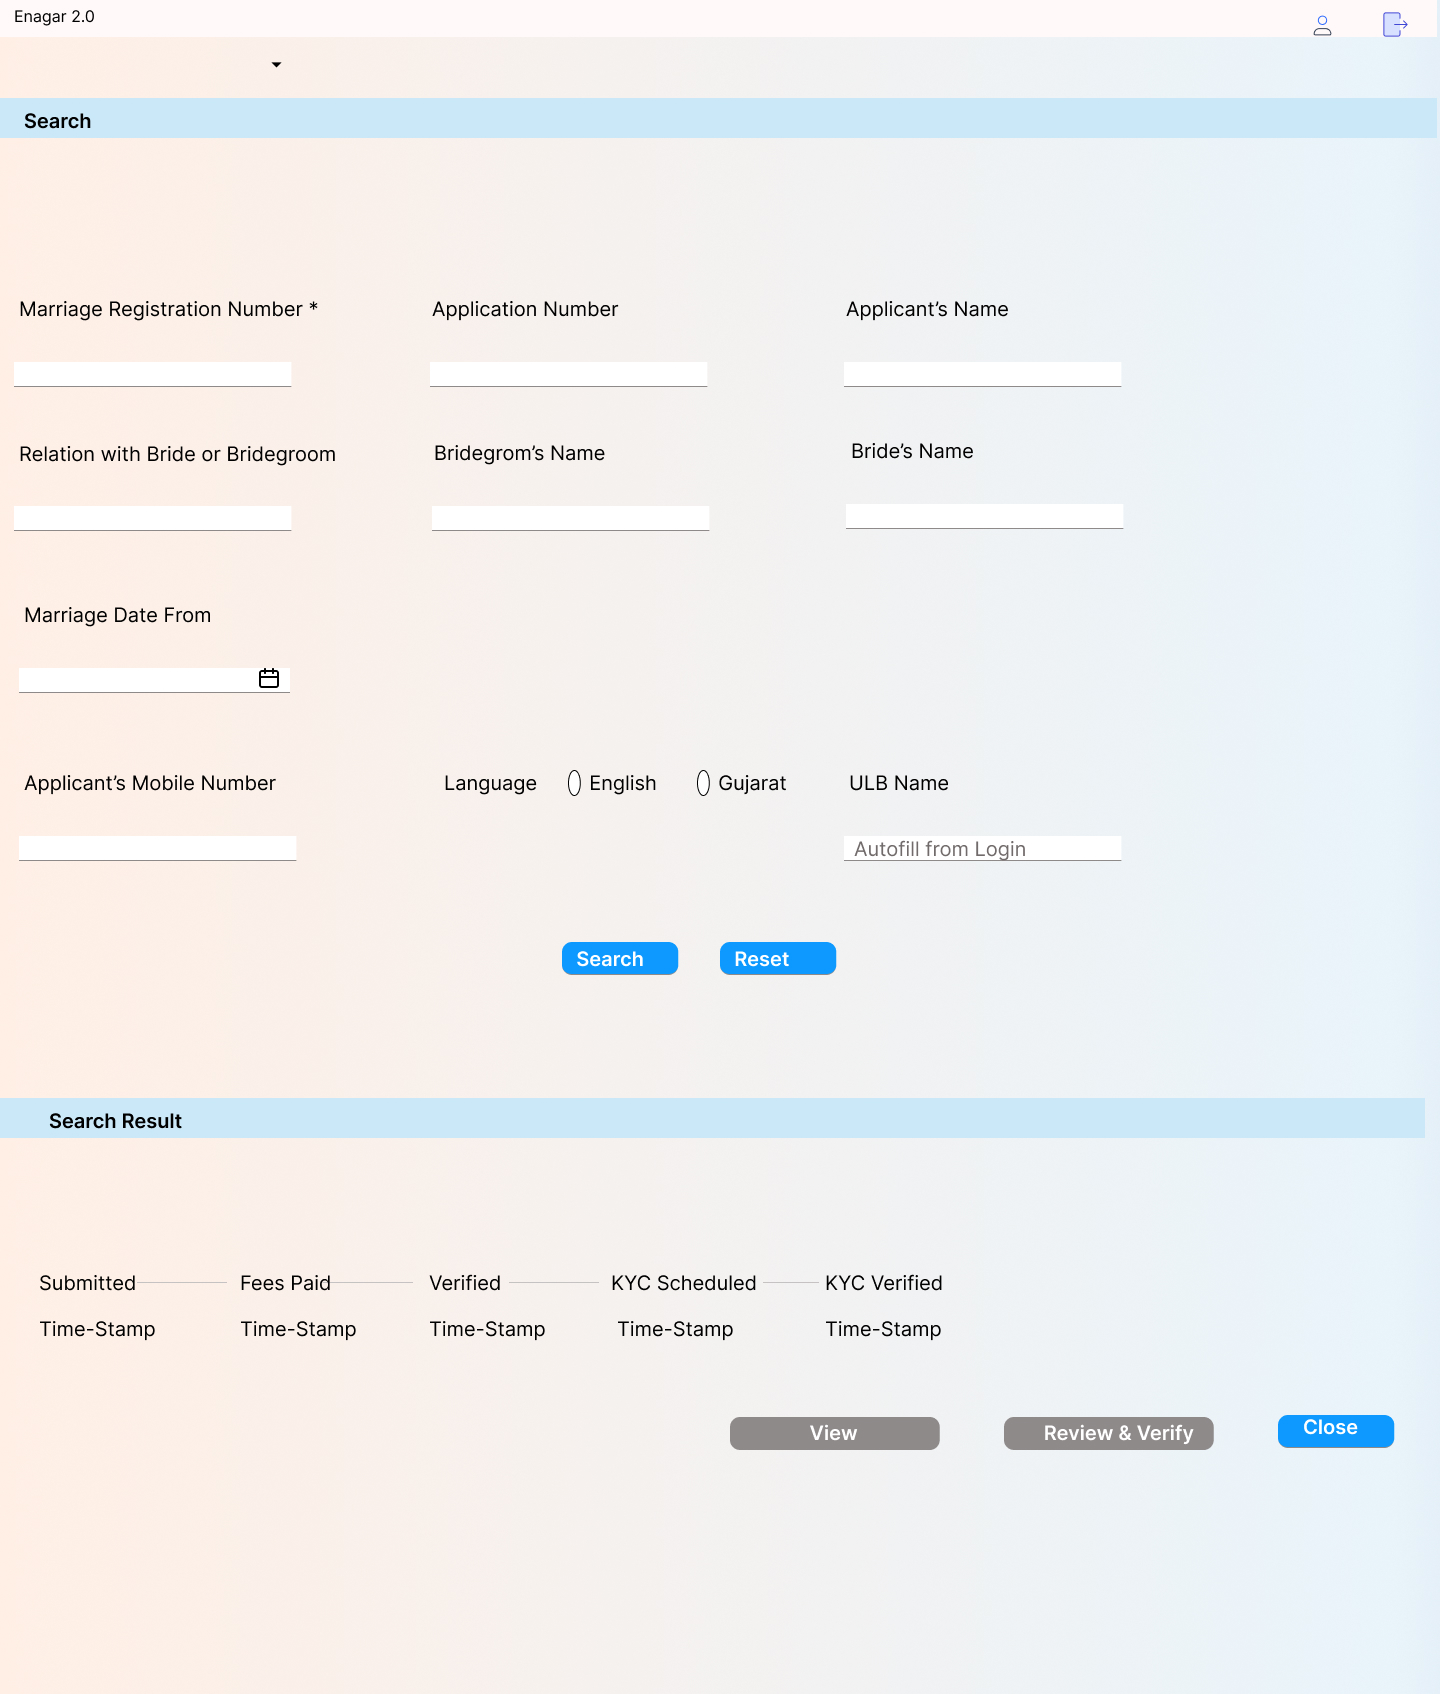 Enagar 2.0
Search
Marriage Registration Number *
Application Number
Applicant’s Name
Relation with Bride or Bridegroom
Bridegrom’s Name
Bride’s Name
Marriage Date From
Applicant’s Mobile Number
Language
English
Gujarat
ULB Name
Autofill from Login
Search
Reset
Search Result
Submitted
Fees Paid
Verified
KYC Scheduled
KYC Verified
Time-Stamp
Time-Stamp
Time-Stamp
Time-Stamp
Time-Stamp
View
Review & Verify
Close